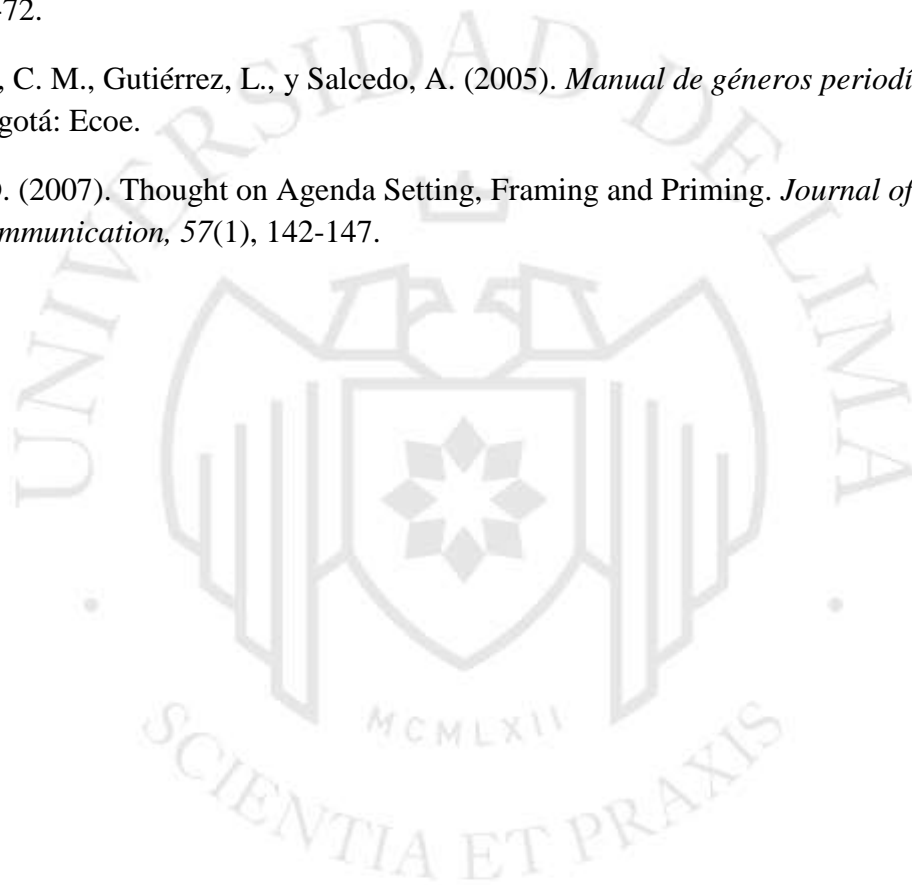 -72.
, C. M., Gutiérrez, L., y Salcedo, A. (2005). Manual de géneros periodí
gotá: Ecoe.
. (2007). Thought on Agenda Setting, Framing and Priming. Journal of
mmunication, 57(1), 142-147.
UNIVERSIDAD DE LIMA
MCMLXII
SCIENTIA ET PRAXIS